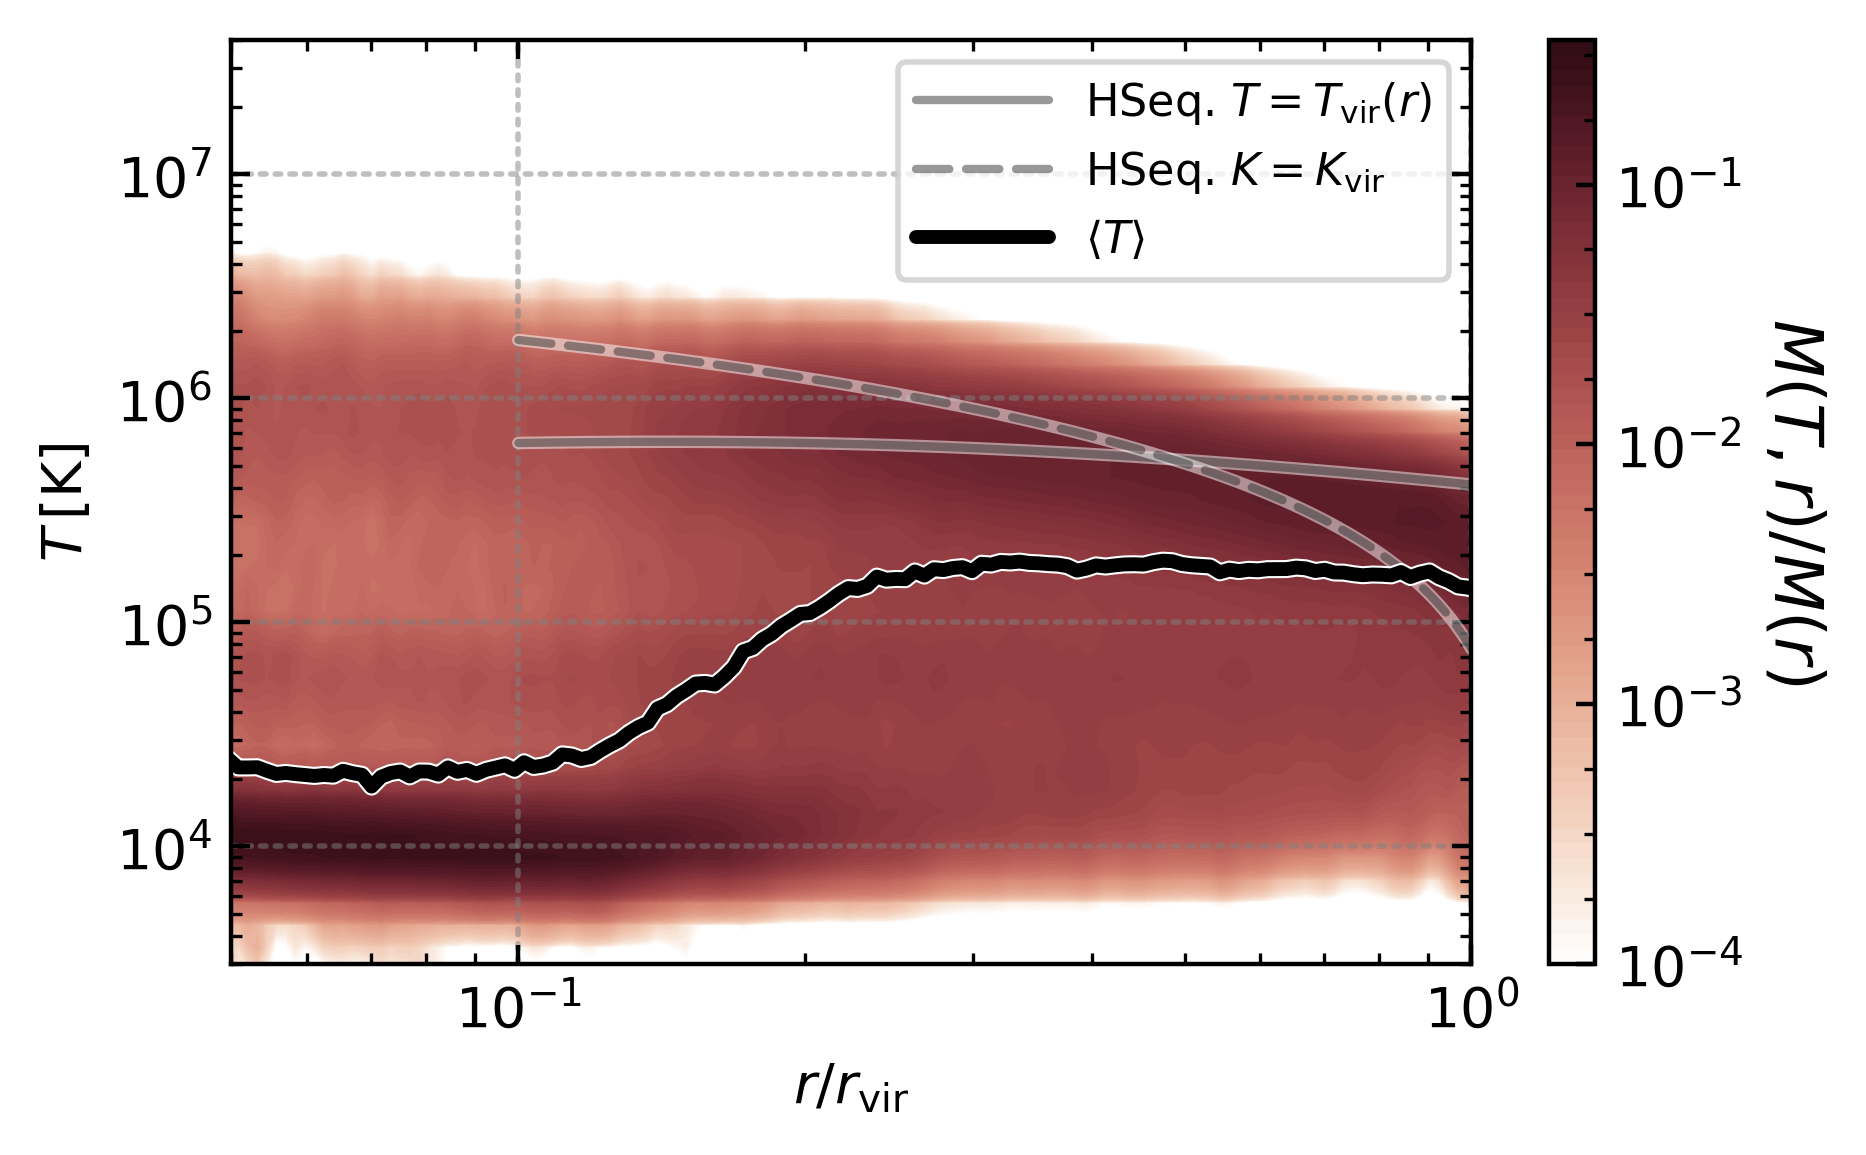 HSeq. T = T_vir(r)
HSeq. K = K_vir
⟨T⟩
10^7
10^6
10^5
10^4
T [K]
10^−1
10^0
r/r_vir
10^−1
10^−2
10^−3
10^−4
M(T, r)/M(r)